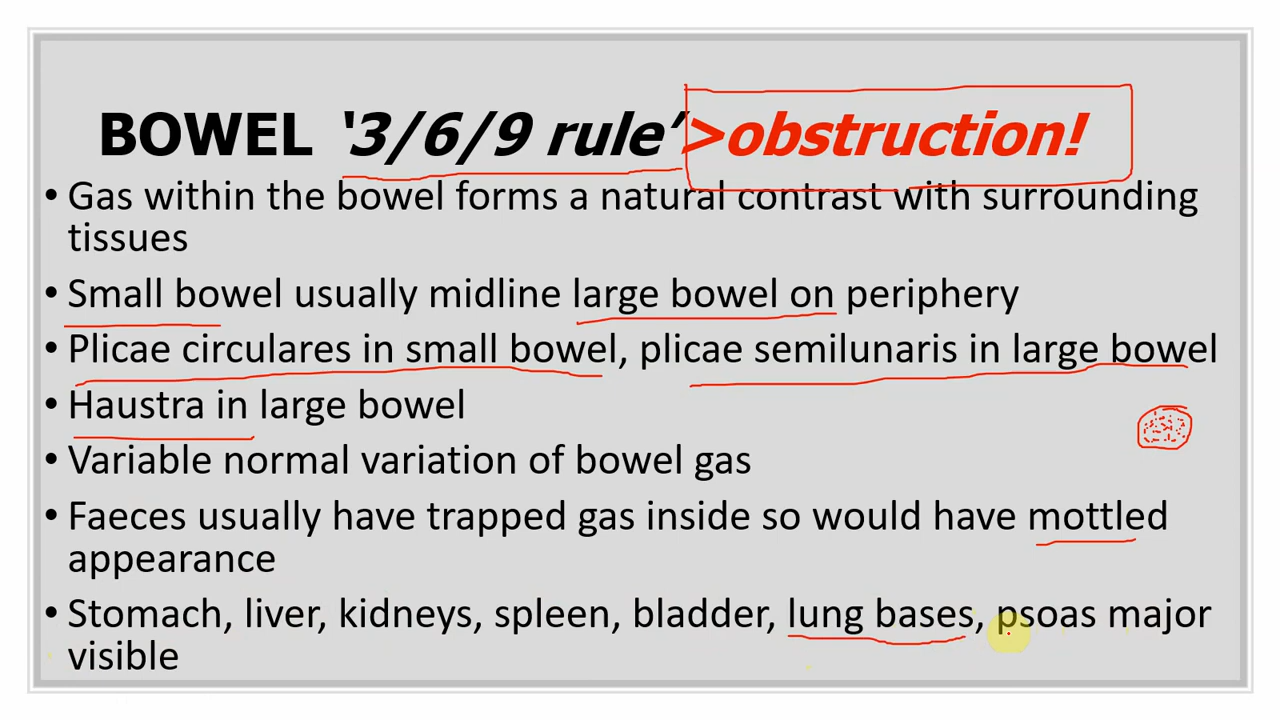 BOWEL ‘3/6/9 rule’>obstruction!
• Gas within the bowel forms a natural contrast with surrounding
tissues
• Small bowel usually midline large bowel on periphery
• Plicae circulares in small bowel, plicae semilunaris in large bowel
• Haustra in large bowel
• Variable normal variation of bowel gas
• Faeces usually have trapped gas inside so would have mottled
appearance
• Stomach, liver, kidneys, spleen, bladder, lung bases, psoas major
visible